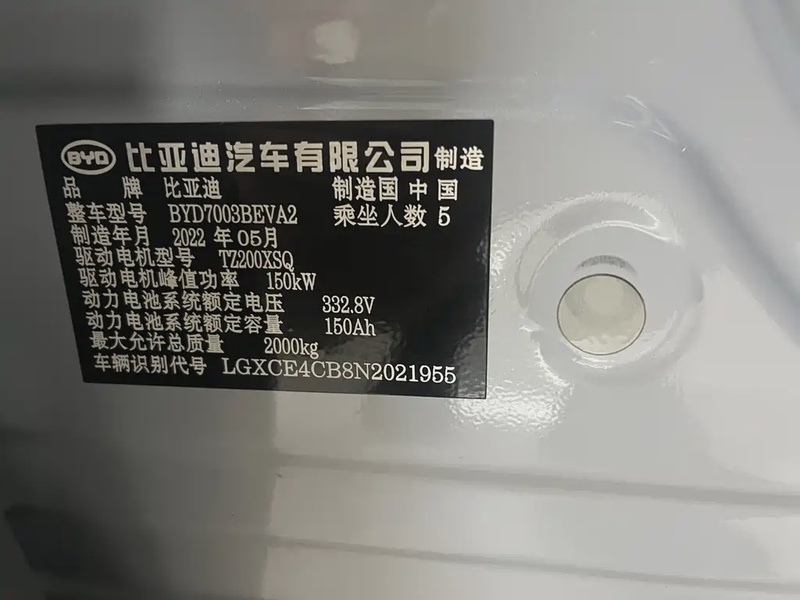 BYD 比亚迪汽车有限公司 制造
品 牌 比亚迪 制造国 中国
整车型号 BYD7003BEVA2 乘坐人数 5
制造年月 2022 年 05月
驱动电机型号 TZ200XSQ
驱动电机峰值功率 150kW
动力电池系统额定电压 332.8V
动力电池系统额定容量 150Ah
最大允许总质量 2000kg
车辆识别代号 LGXCE4CB8N2021955